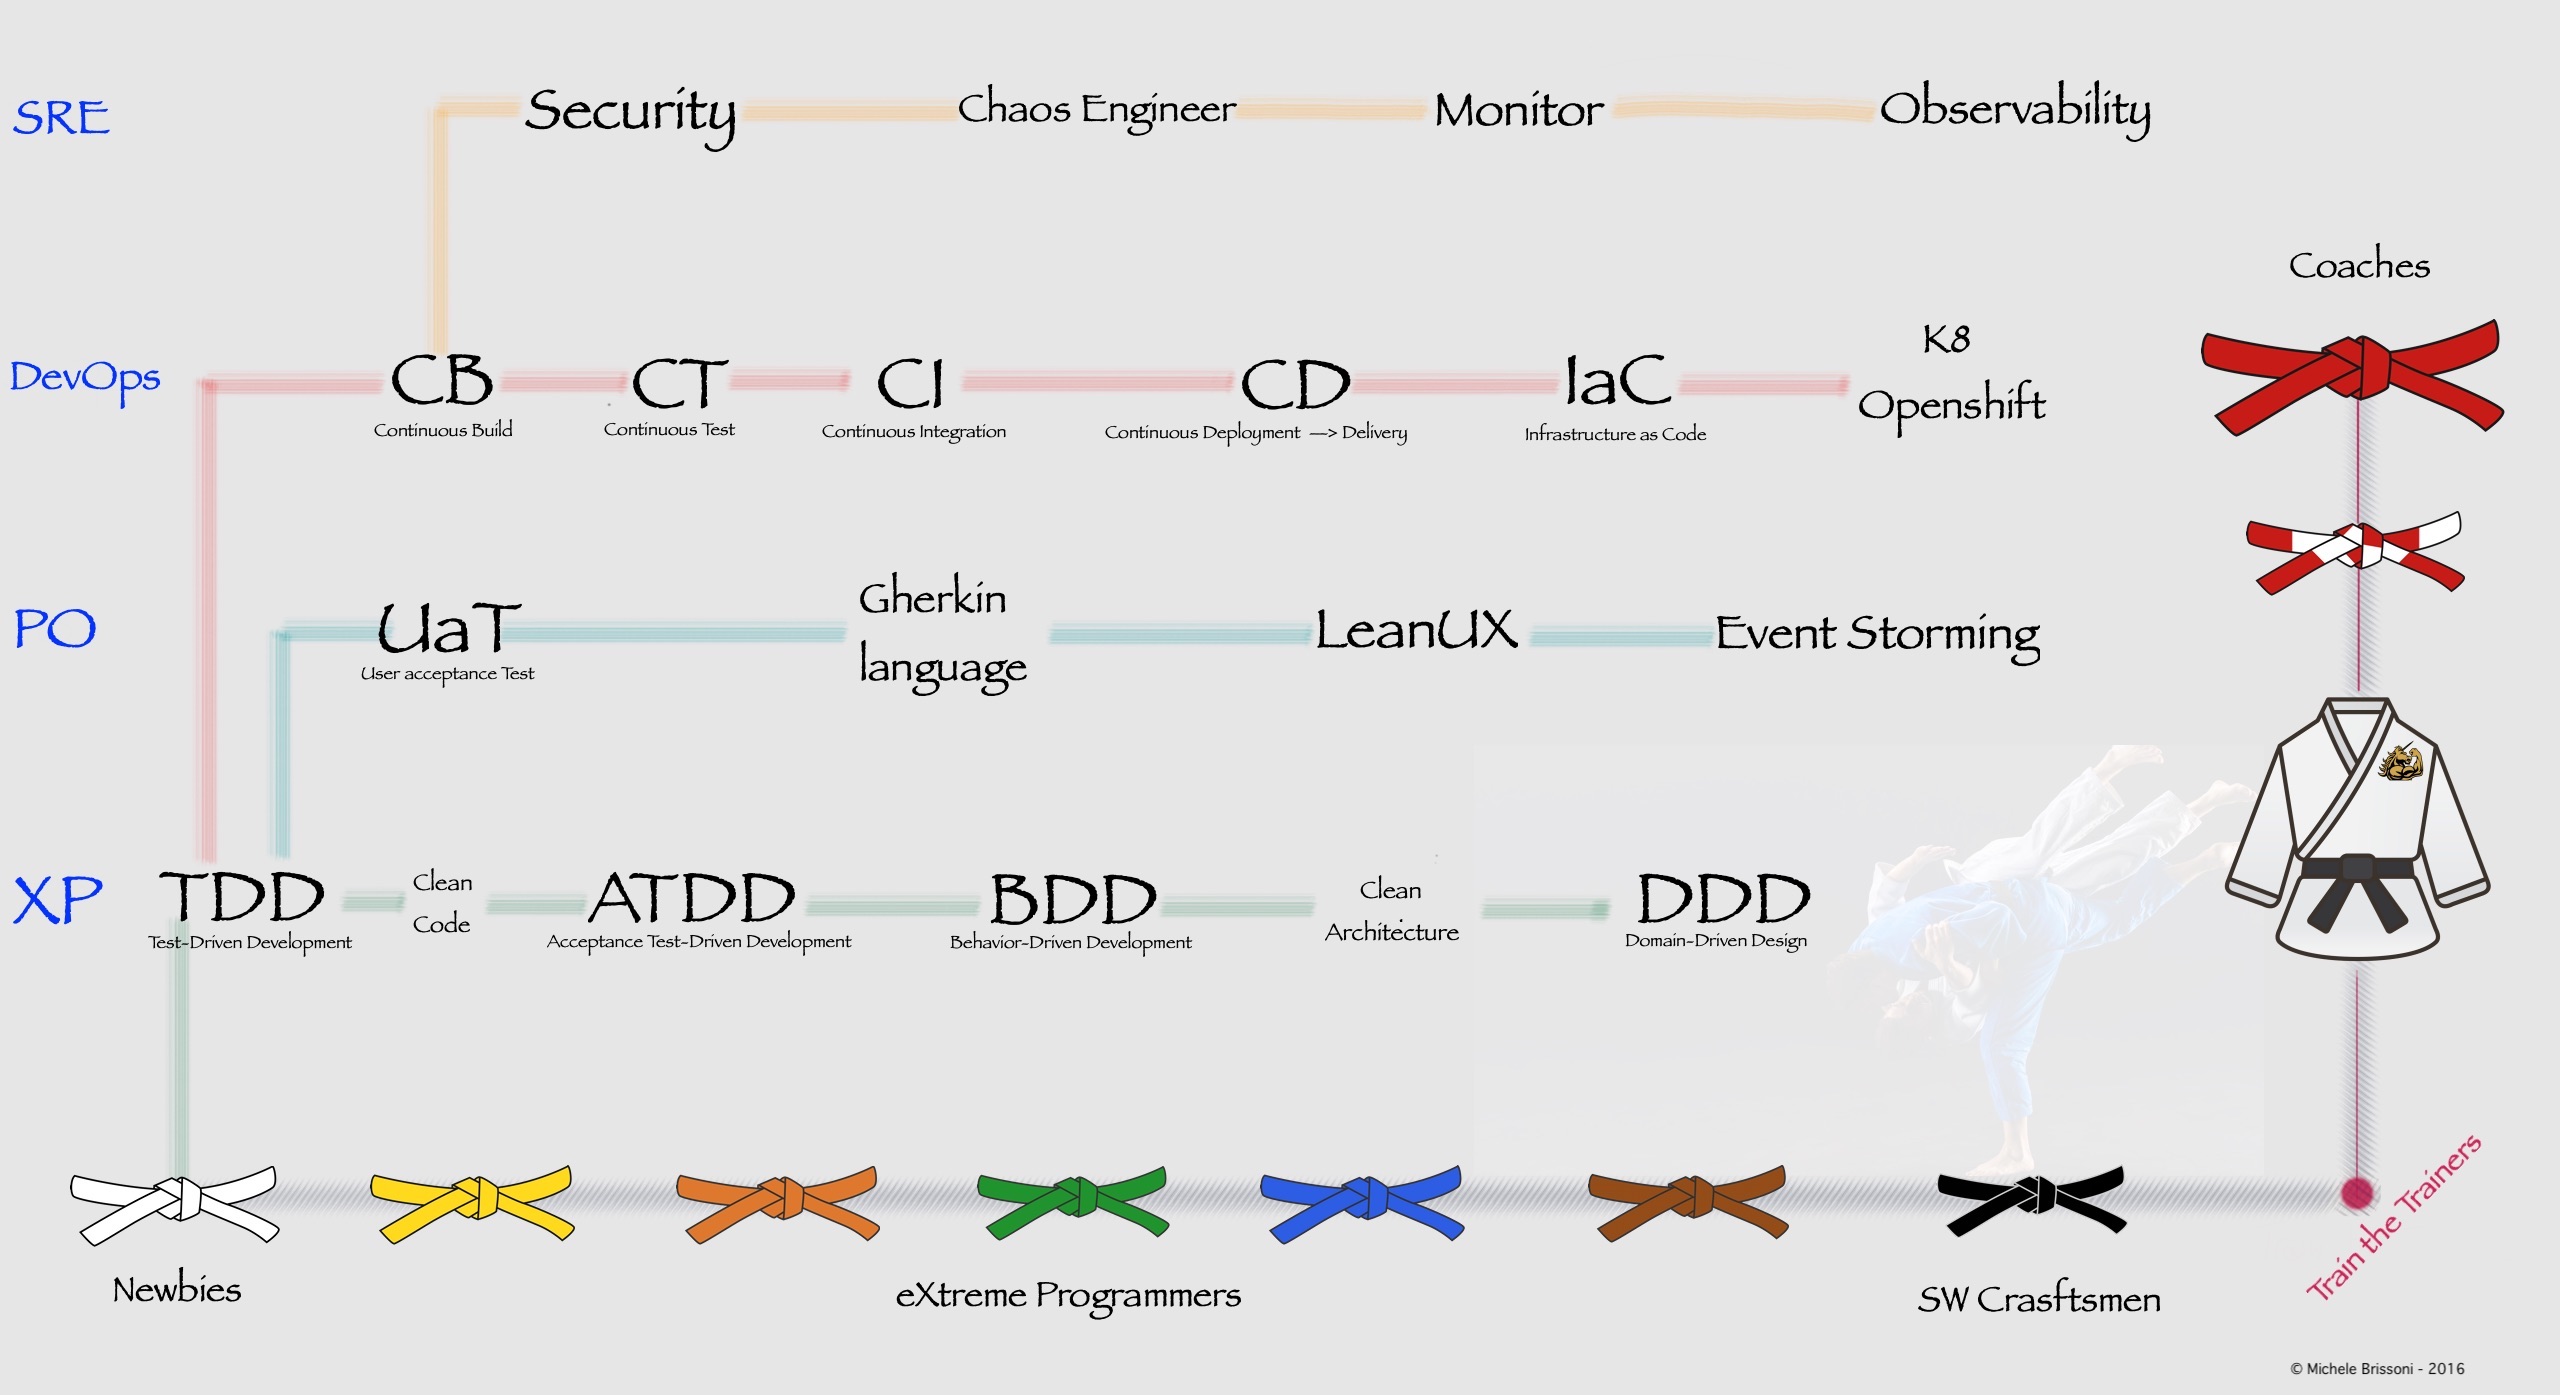 SRE
Security
Chaos Engineer
Monitor
Observability
Coaches
DevOps
CB
Continuous Build
CT
Continuous Test
CI
Continuous Integration
CD
Continuous Deployment —> Delivery
IaC
Infrastructure as Code
K8
Openshift
PO
UaT
User acceptance Test
Gherkin
language
LeanUX
Event Storming
XP
TDD
Test-Driven Development
Clean
Code
ATDD
Acceptance Test-Driven Development
BDD
Behavior-Driven Development
Clean
Architecture
DDD
Domain-Driven Design
Newbies
eXtreme Programmers
SW Crasftsmen
Train the Trainers
© Michele Brissoni - 2016